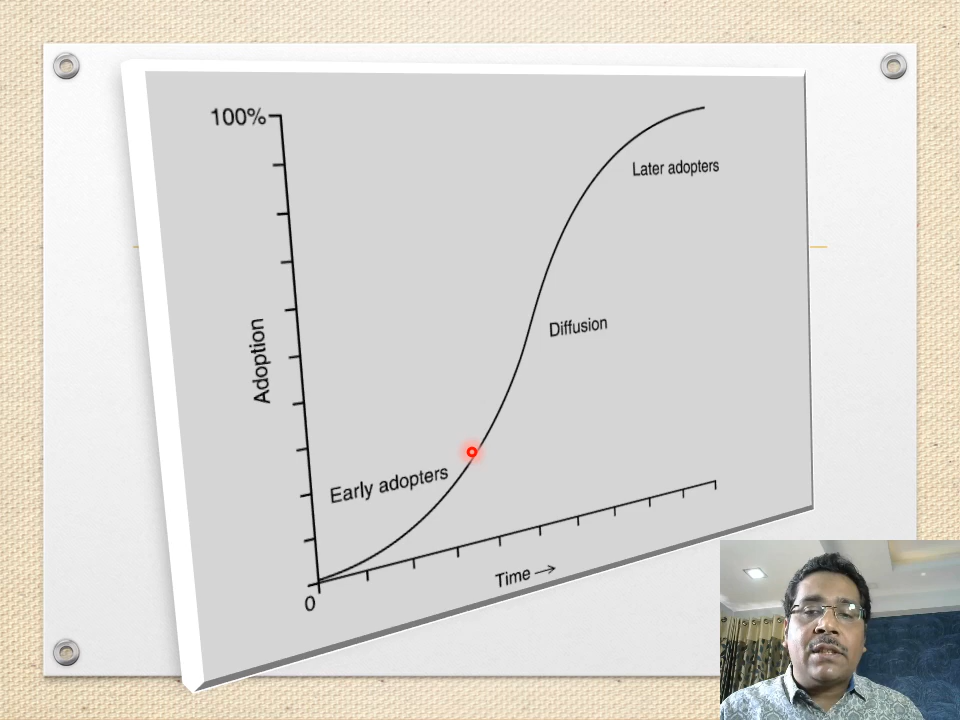 100%
Later adopters
Diffusion
Adoption
Early adopters
Time →
0